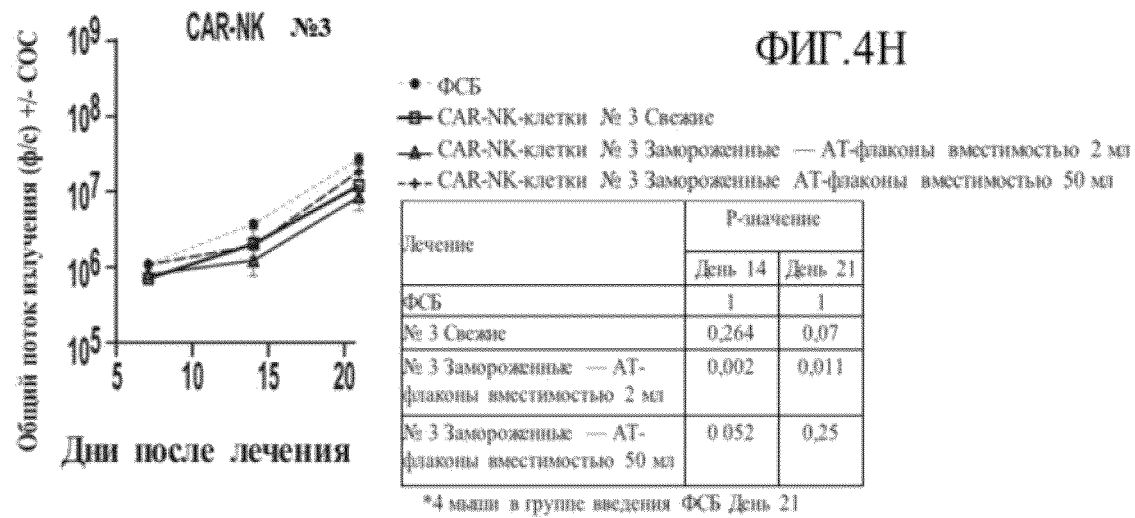 CAR-NK №3
ФИГ.4H
Общий поток излучения (ф/с) +/- СОС
10⁹
10⁸
10⁷
10⁶
10⁵
5 10 15 20
Дни после лечения
ФСБ
CAR-NK-клетки № 3 Свежие
CAR-NK-клетки № 3 Замороженные — АТ-флаконы вместимостью 2 мл
CAR-NK-клетки № 3 Замороженные АТ-флаконы вместимостью 50 мл
Лечение Р-значение
День 14 День 21
ФСБ 1 1
№ 3 Свежие 0,264 0,07
№ 3 Замороженные — АТ- 0,002 0,011
флаконы вместимостью 2 мл
№ 3 Замороженные — АТ- 0 052 0,25
флаконы вместимостью 50 мл
*4 мыши в группе введения ФСБ День 21